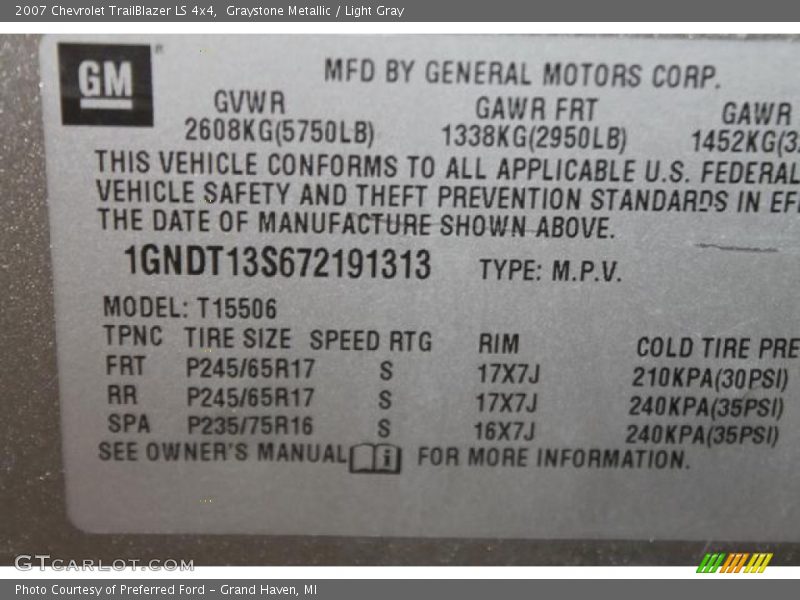 2007 Chevrolet TrailBlazer LS 4x4, Graystone Metallic / Light Gray
GM ®
MFD BY GENERAL MOTORS CORP.
GVWR GAWR FRT GAWR
2608KG(5750LB) 1338KG(2950LB) 1452KG(3
THIS VEHICLE CONFORMS TO ALL APPLICABLE U.S. FEDERAL
VEHICLE SAFETY AND THEFT PREVENTION STANDARDS IN EF
THE DATE OF MANUFACTURE SHOWN ABOVE.
1GNDT13S672191313 TYPE: M.P.V.
MODEL: T15506
TPNC TIRE SIZE SPEED RTG RIM COLD TIRE PRE
FRT P245/65R17 S 17X7J 210KPA(30PSI)
RR P245/65R17 S 17X7J 240KPA(35PSI)
SPA P235/75R16 S 16X7J 240KPA(35PSI)
SEE OWNER'S MANUAL i FOR MORE INFORMATION.
GTcarlot.com
Photo Courtesy of Preferred Ford - Grand Haven, MI